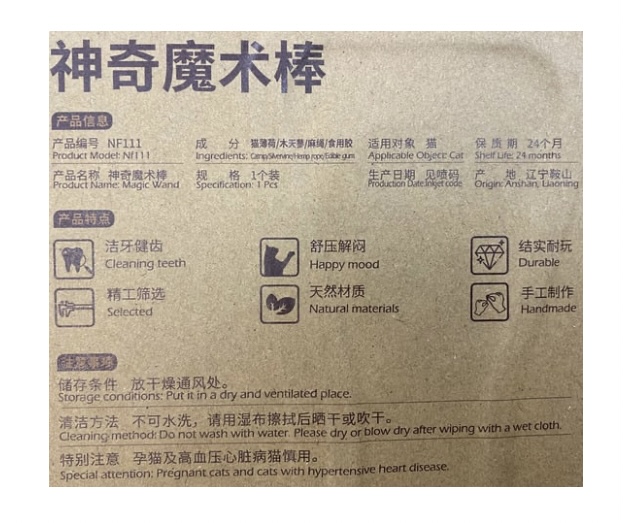 神奇魔术棒
产品信息
产品编号 NF111 成 分 猫薄荷/木天蓼/麻绳/食用胶 适用对象 猫 保 质 期 24个月
Product Model: Nf111 Ingredients: Catnip/Silvervine/Hemp rope/Edible gum Applicable Object: Cat Shelf Life: 24 months
产品名称 神奇魔术棒 规 格 1个装 生产日期 见喷码 产 地 辽宁鞍山
Product Name: Magic Wand Specification: 1 Pcs Production Date:Inkjet code Origin: Anshan, Liaoning
产品特点
洁牙健齿 舒压解闷 结实耐玩
Cleaning teeth Happy mood Durable
精工筛选 天然材质 手工制作
Selected Natural materials Handmade
注意事项
储存条件 放干燥通风处。
Storage conditions: Put it in a dry and ventilated place.
清洁方法 不可水洗，请用湿布擦拭后晒干或吹干。
Cleaning method: Do not wash with water. Please dry or blow dry after wiping with a wet cloth.
特别注意 孕猫及高血压心脏病猫慎用。
Special attention: Pregnant cats and cats with hypertensive heart disease.